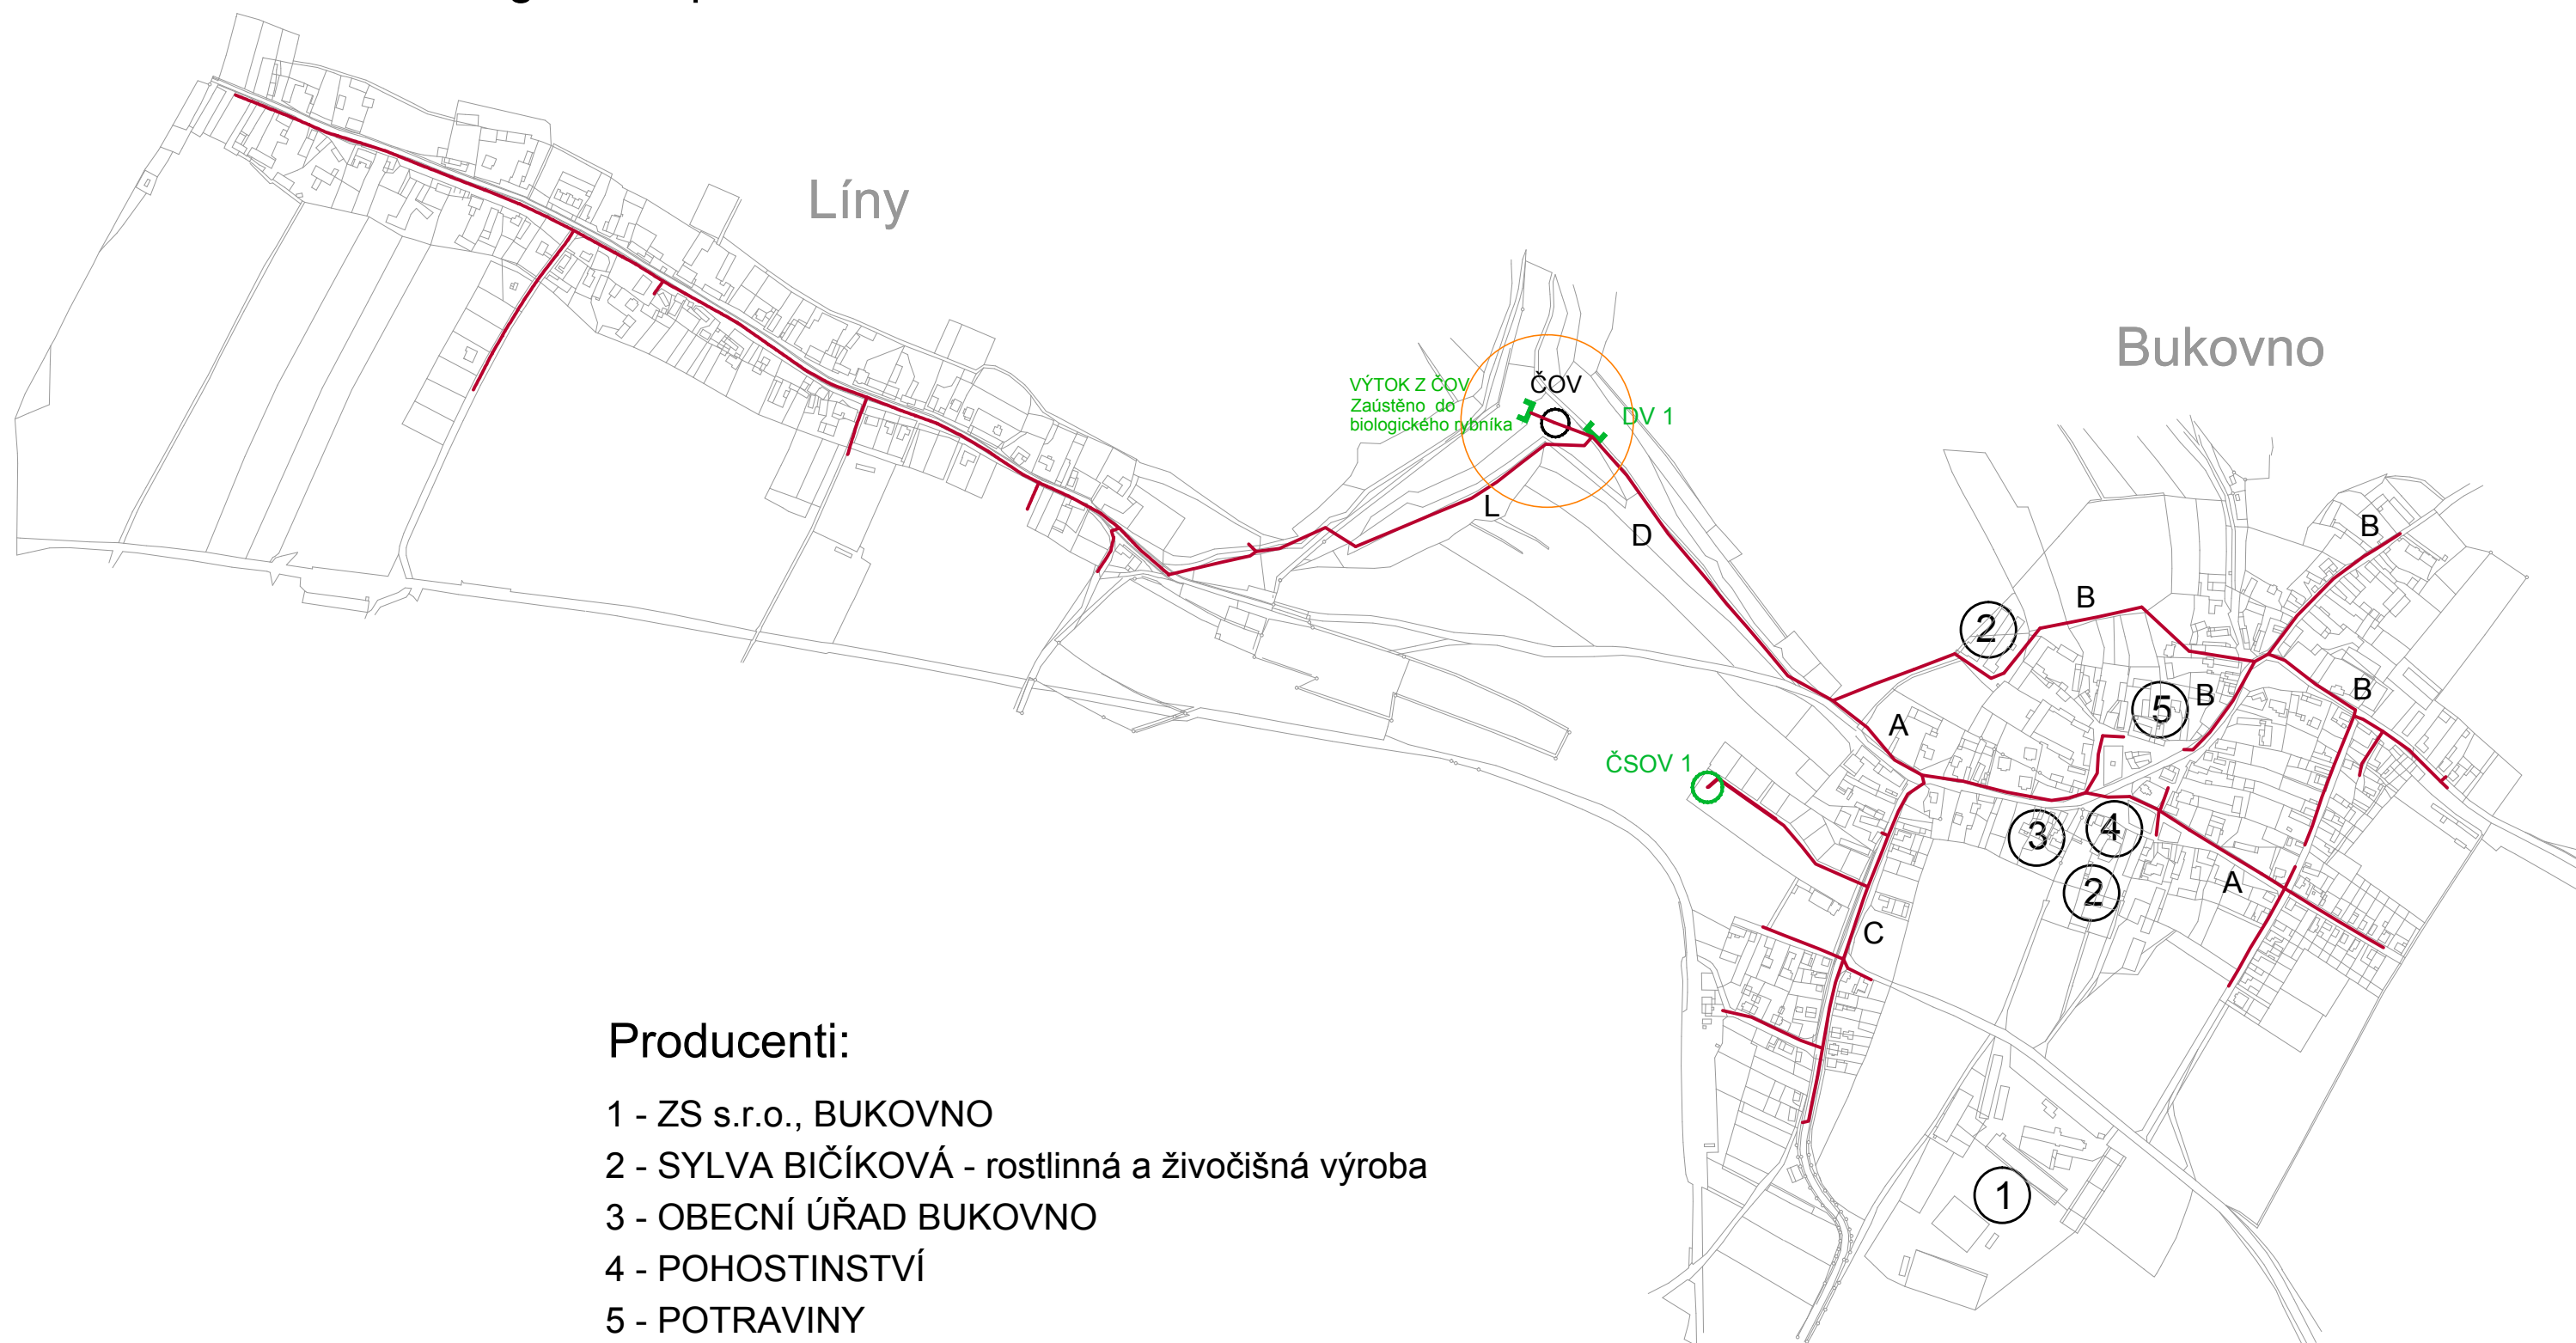 Líny
Bukovno
VÝTOK Z ČOV
Zaústěno do
biologického rybníka
ČOV
DV 1
L
D
B
B
2
B
5
B
A
ČSOV 1
3
4
2
A
C
1
Producenti:
1 - ZS s.r.o., BUKOVNO
2 - SYLVA BIČÍKOVÁ - rostlinná a živočišná výroba
3 - OBECNÍ ÚŘAD BUKOVNO
4 - POHOSTINSTVÍ
5 - POTRAVINY